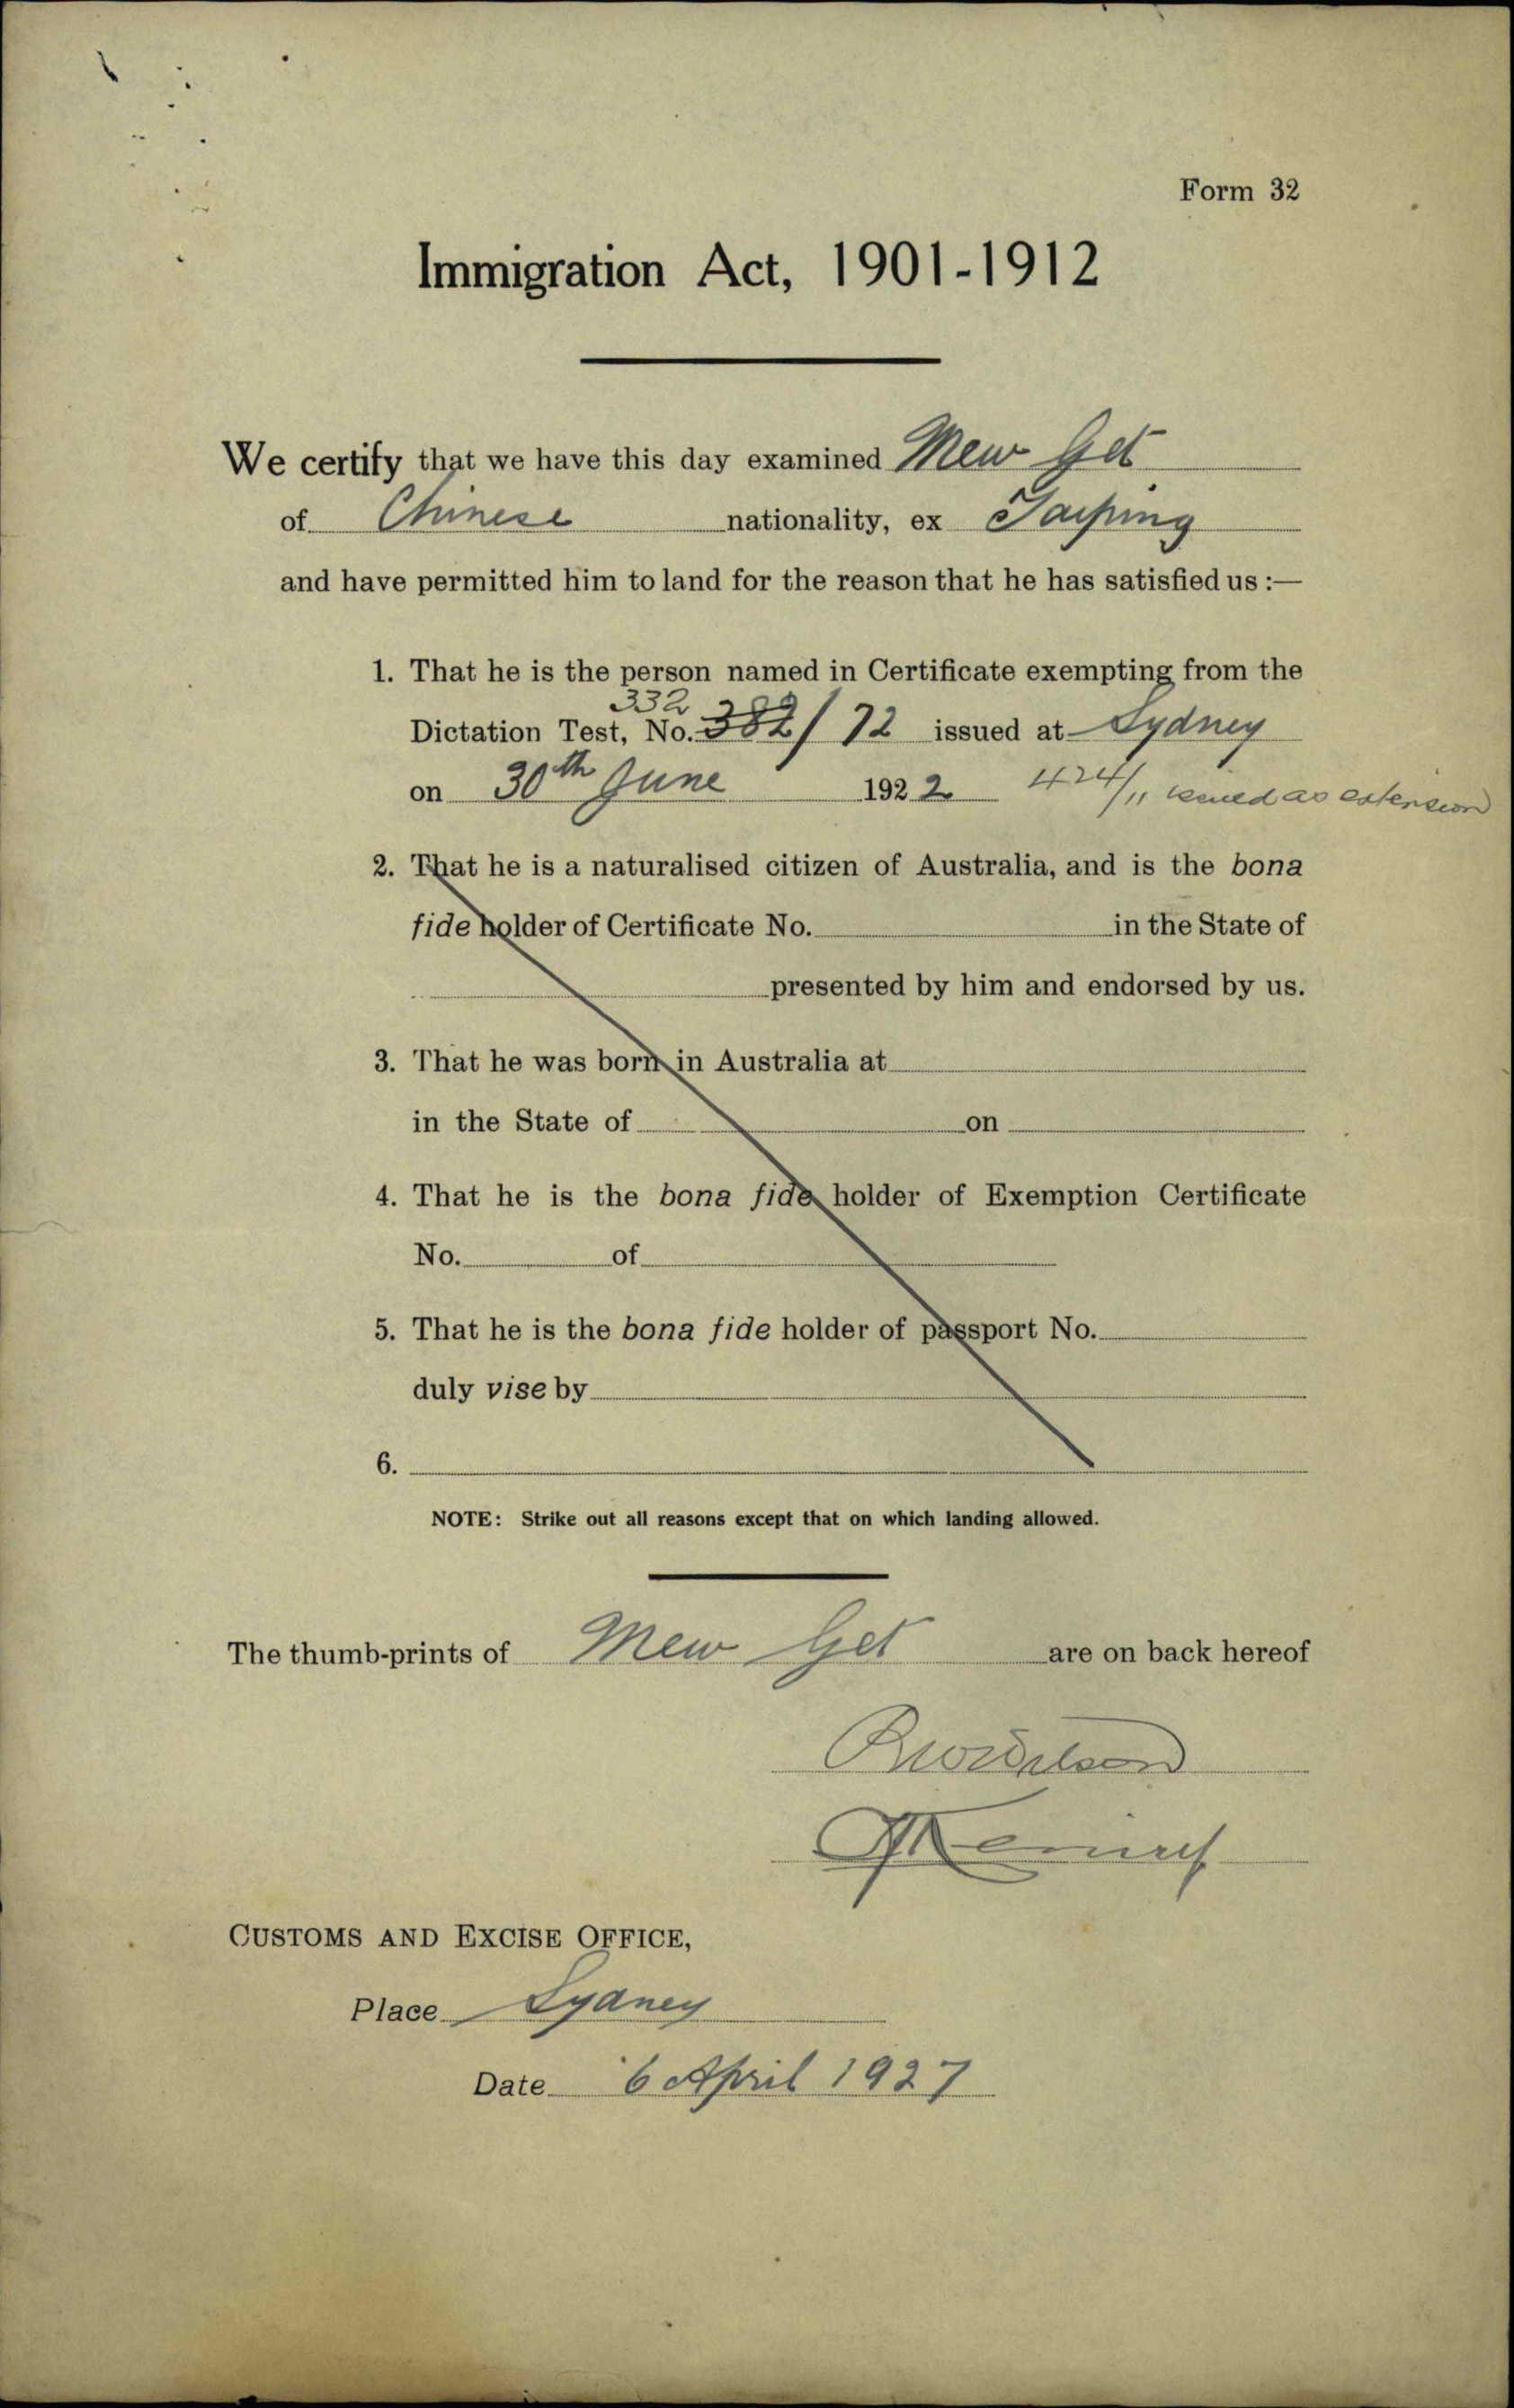 Form 32
Immigration Act, 1901-1912
We certify that we have this day examined Mew Get
of Chinese nationality, ex Taiping
and have permitted him to land for the reason that he has satisfied us :—
1. That he is the person named in Certificate exempting from the
332
Dictation Test, No. 382/72 issued at Sydney
on 30th June 1922 424/11 issued as extension
2. That he is a naturalised citizen of Australia, and is the bona
fide holder of Certificate No. in the State of
presented by him and endorsed by us.
3. That he was born in Australia at
in the State of on
4. That he is the bona fide holder of Exemption Certificate
No. of
5. That he is the bona fide holder of passport No.
duly vise by
6.
NOTE: Strike out all reasons except that on which landing allowed.
The thumb-prints of Mew Get are on back hereof
CUSTOMS AND EXCISE OFFICE,
Place Sydney
Date 6 April 1927